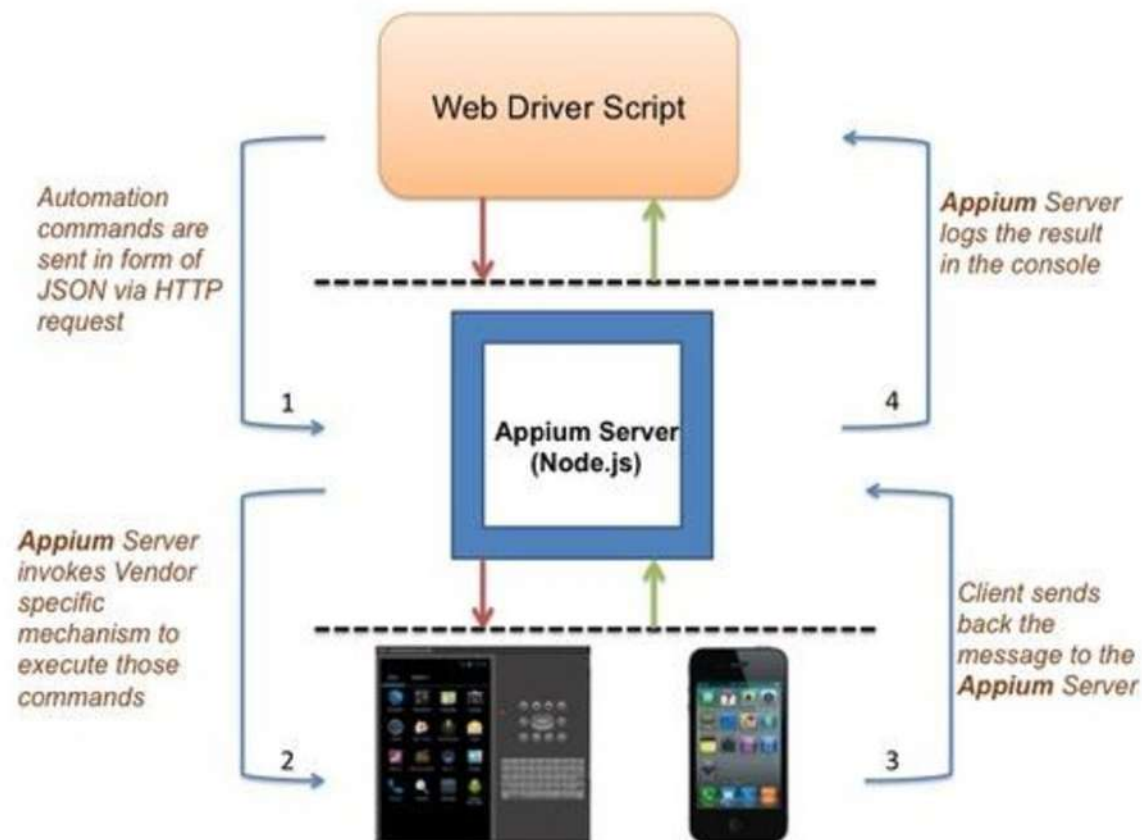 Web Driver Script
Automation
commands are
sent in form of
JSON via HTTP
request
1
Appium Server
logs the result
in the console
4
Appium Server
(Node.js)
Appium Server
invokes Vendor
specific
mechanism to
execute those
commands
2
Client sends
back the
message to the
Appium Server
3